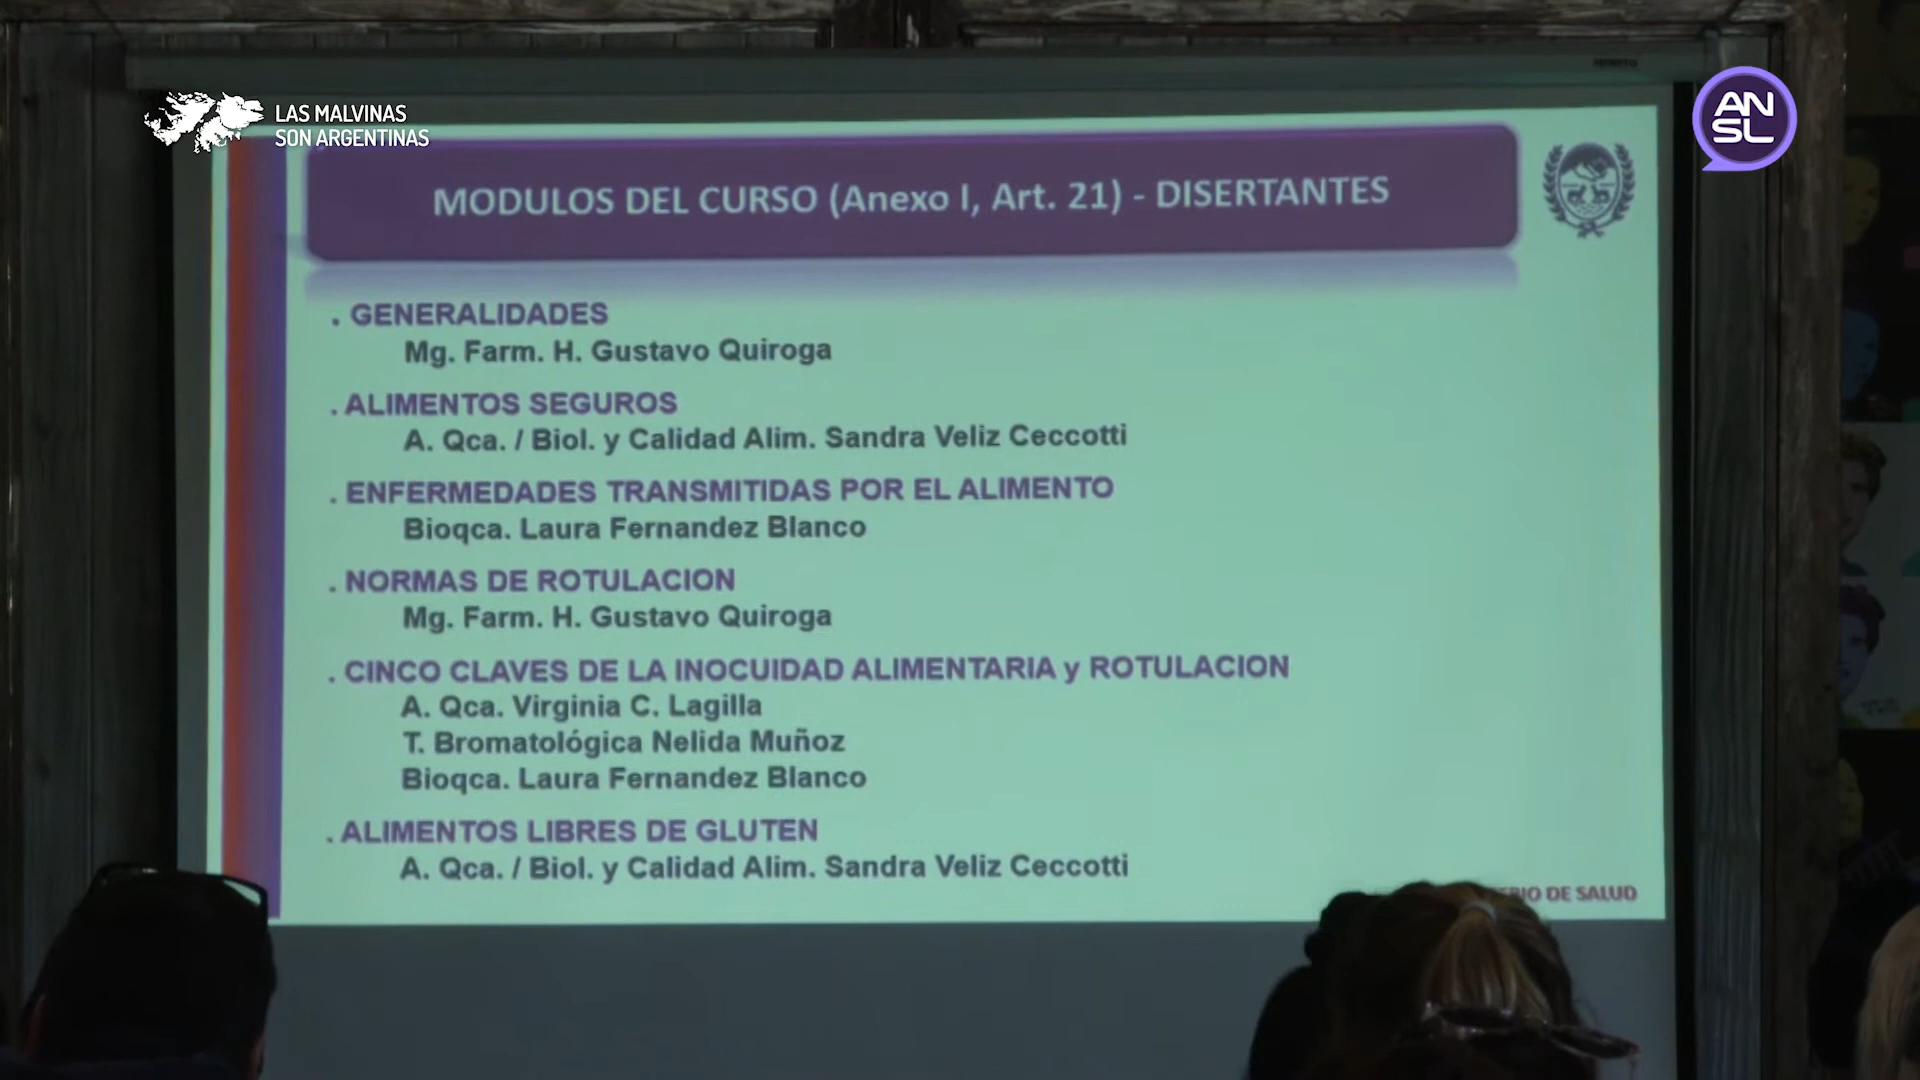 LAS MALVINAS
SON ARGENTINAS
AN
SL
MODULOS DEL CURSO (Anexo I, Art. 21) - DISERTANTES
. GENERALIDADES
Mg. Farm. H. Gustavo Quiroga
. ALIMENTOS SEGUROS
A. Qca. / Biol. y Calidad Alim. Sandra Veliz Ceccotti
. ENFERMEDADES TRANSMITIDAS POR EL ALIMENTO
Bioqca. Laura Fernandez Blanco
. NORMAS DE ROTULACION
Mg. Farm. H. Gustavo Quiroga
. CINCO CLAVES DE LA INOCUIDAD ALIMENTARIA y ROTULACION
A. Qca. Virginia C. Lagilla
T. Bromatológica Nelida Muñoz
Bioqca. Laura Fernandez Blanco
. ALIMENTOS LIBRES DE GLUTEN
A. Qca. / Biol. y Calidad Alim. Sandra Veliz Ceccotti
DE SALUD